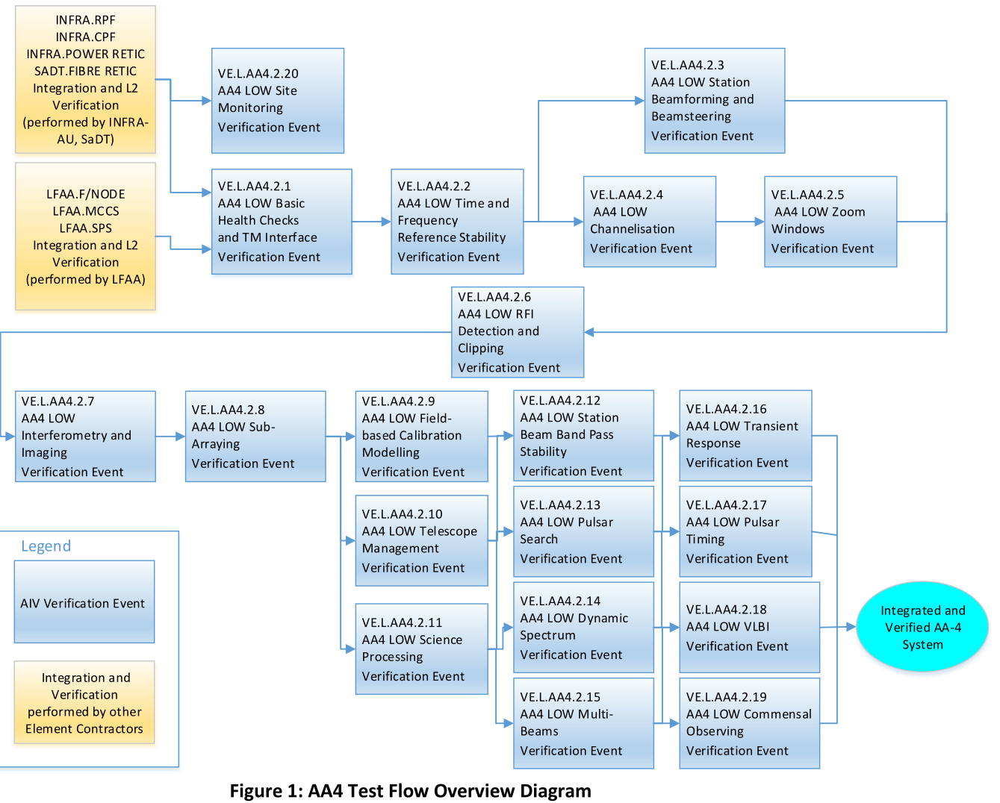 INFRA.RPF
INFRA.CPF
INFRA.POWER RETIC
SADT.FIBRE RETIC
Integration and L2
Verification
(performed by INFRA-
AU, SaDT)
VE.L.AA4.2.20
AA4 LOW Site
Monitoring
Verification Event
VE.L.AA4.2.3
AA4 LOW Station
Beamforming and
Beamsteering
Verification Event
LFAA.F/NODE
LFAA.MCCS
LFAA.SPS
Integration and L2
Verification
(performed by LFAA)
VE.L.AA4.2.1
AA4 LOW Basic
Health Checks
and TM Interface
Verification Event
VE.L.AA4.2.2
AA4 LOW Time and
Frequency
Reference Stability
Verification Event
VE.L.AA4.2.4
AA4 LOW
Channelisation
Verification Event
VE.L.AA4.2.5
AA4 LOW Zoom
Windows
Verification Event
VE.L.AA4.2.6
AA4 LOW RFI
Detection and
Clipping
Verification Event
VE.L.AA4.2.7
AA4 LOW
Interferometry and
Imaging
Verification Event
VE.L.AA4.2.8
AA4 LOW Sub-
Arraying
Verification Event
VE.L.AA4.2.9
AA4 LOW Field-
based Calibration
Modelling
Verification Event
VE.L.AA4.2.12
AA4 LOW Station
Beam Band Pass
Stability
Verification Event
VE.L.AA4.2.16
AA4 LOW Transient
Response
Verification Event
VE.L.AA4.2.10
AA4 LOW Telescope
Management
Verification Event
VE.L.AA4.2.13
AA4 LOW Pulsar
Search
Verification Event
VE.L.AA4.2.17
AA4 LOW Pulsar
Timing
Verification Event
VE.L.AA4.2.11
AA4 LOW Science
Processing
Verification Event
VE.L.AA4.2.14
AA4 LOW Dynamic
Spectrum
Verification Event
VE.L.AA4.2.18
AA4 LOW VLBI
Verification Event
VE.L.AA4.2.15
AA4 LOW Multi-
Beams
Verification Event
VE.L.AA4.2.19
AA4 LOW Commensal
Observing
Verification Event
Integrated and
Verified AA-4
System
Legend
AIV Verification Event
Integration and
Verification
performed by other
Element Contractors
Figure 1: AA4 Test Flow Overview Diagram